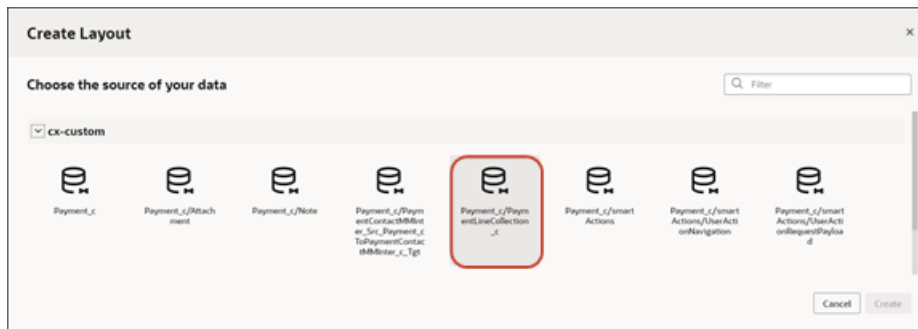 Create Layout
×
Choose the source of your data
Filter
cx-custom
Payment_c
Payment_c/Attach
ment
Payment_c/Note
Payment_c/Paym
entContactMMInt
er_Src_Payment_c
ToPaymentContac
tMMInter_c_Tgt
Payment_c/Paym
entLineCollection
_c
Payment_c/smart
Actions
Payment_c/smart
Actions/UserActi
onNavigation
Payment_c/smart
Actions/UserActi
onRequestPayloa
d
Cancel
Create